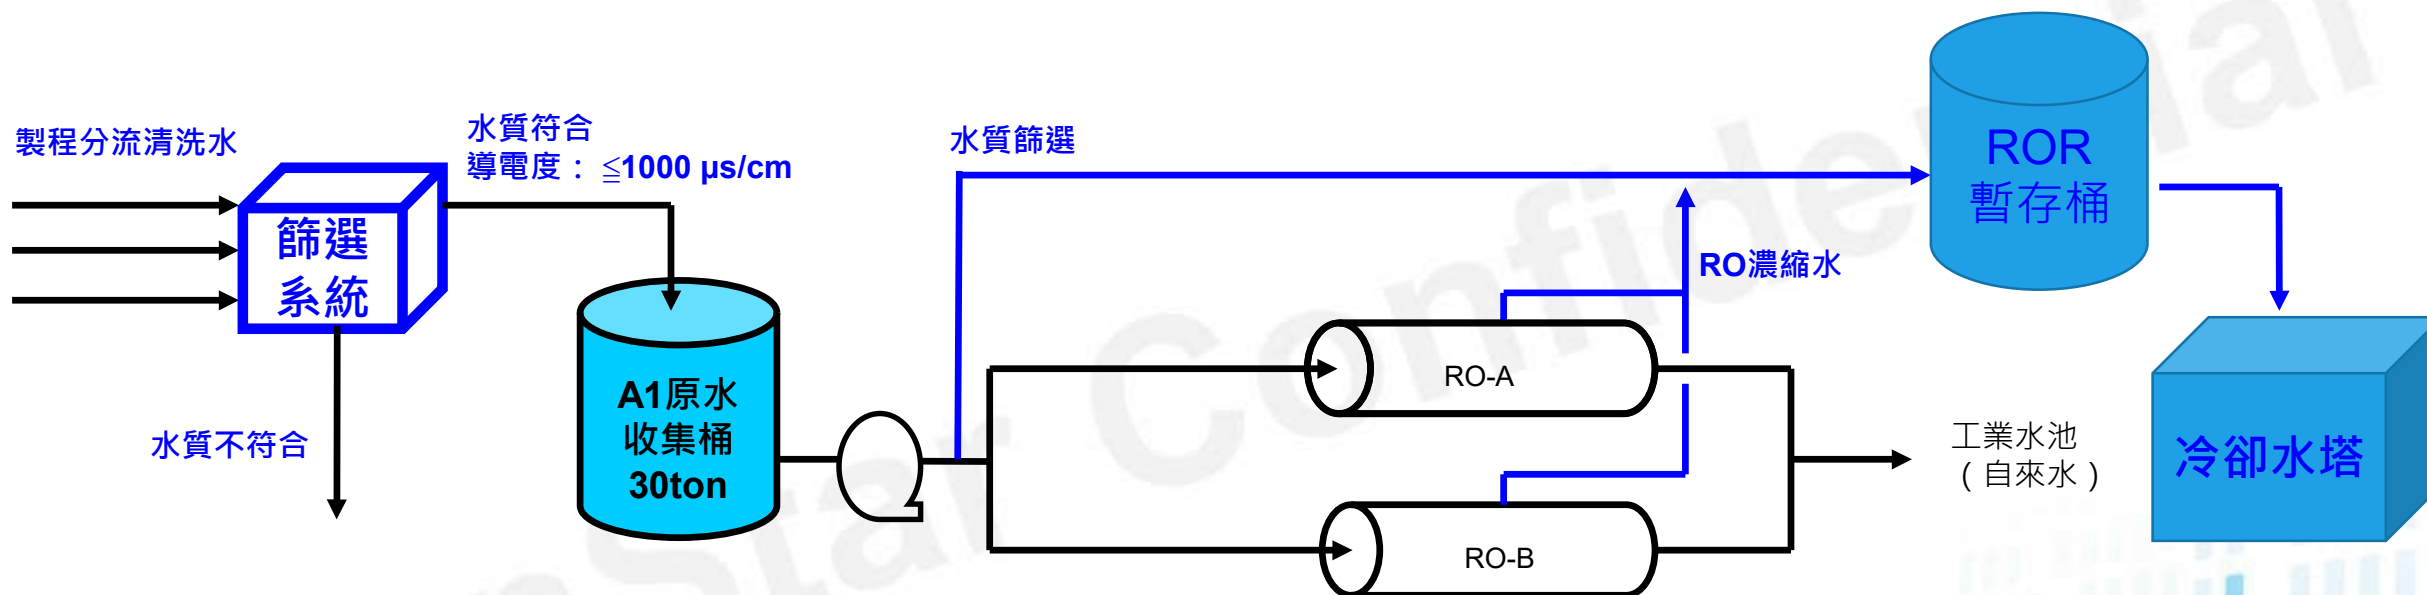 製程分流清洗水
篩選
系統
水質符合
導電度：≦1000 μs/cm
水質不符合
A1原水
收集桶
30ton
水質篩選
RO濃縮水
RO-A
RO-B
ROR
暫存桶
工業水池
（自來水）
冷卻水塔
Star Confidential